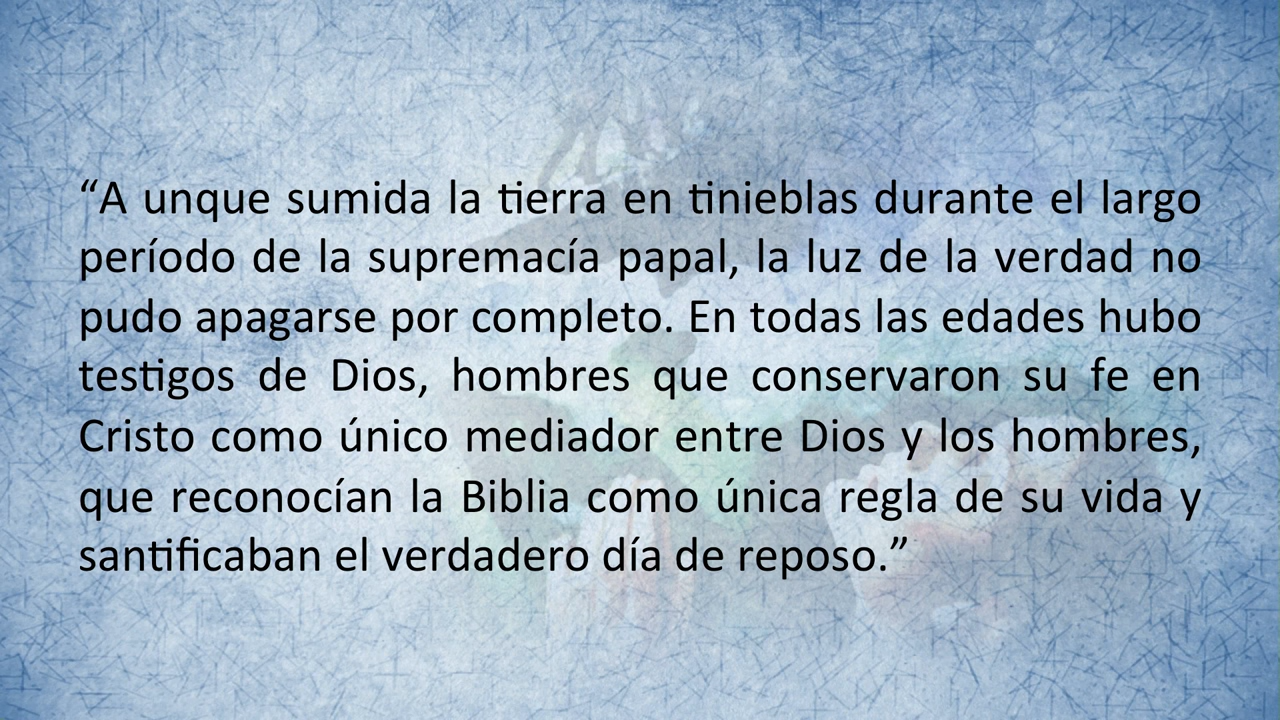 “A unque sumida la tierra en tinieblas durante el largo
período de la supremacía papal, la luz de la verdad no
pudo apagarse por completo. En todas las edades hubo
testigos de Dios, hombres que conservaron su fe en
Cristo como único mediador entre Dios y los hombres,
que reconocían la Biblia como única regla de su vida y
santificaban el verdadero día de reposo.”